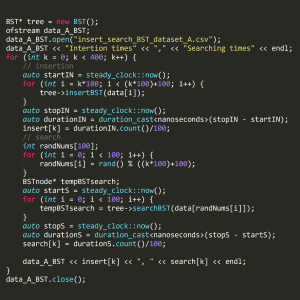 BST* tree = new BST();
ofstream data_A_BST;
data_A_BST.open("insert_search_BST_dataset_A.csv");
data_A_BST << "Intertion times" << "," << "Searching times" << endl;
for (int k = 0; k < 400; k++) {
// insertion
auto startIN = steady_clock::now();
for (int i = k*100; i < (k*100)+100; i++) {
tree->insertBST(data[i]);
}
auto stopIN = steady_clock::now();
auto durationIN = duration_cast<nanoseconds>(stopIN - startIN);
insert[k] = durationIN.count()/100;
// search
int randNums[100];
for (int i = 0; i < 100; i++) {
randNums[i] = rand() % ((k*100)+100);
}
BSTnode* tempBSTsearch;
auto startS = steady_clock::now();
for (int i = 0; i < 100; i++) {
tempBSTsearch = tree->searchBST(data[randNums[i]]);
}
auto stopS = steady_clock::now();
auto durationS = duration_cast<nanoseconds>(stopS - startS);
search[k] = durationS.count()/100;
data_A_BST << insert[k] << ", " << search[k] << endl;
}
data_A_BST.close();